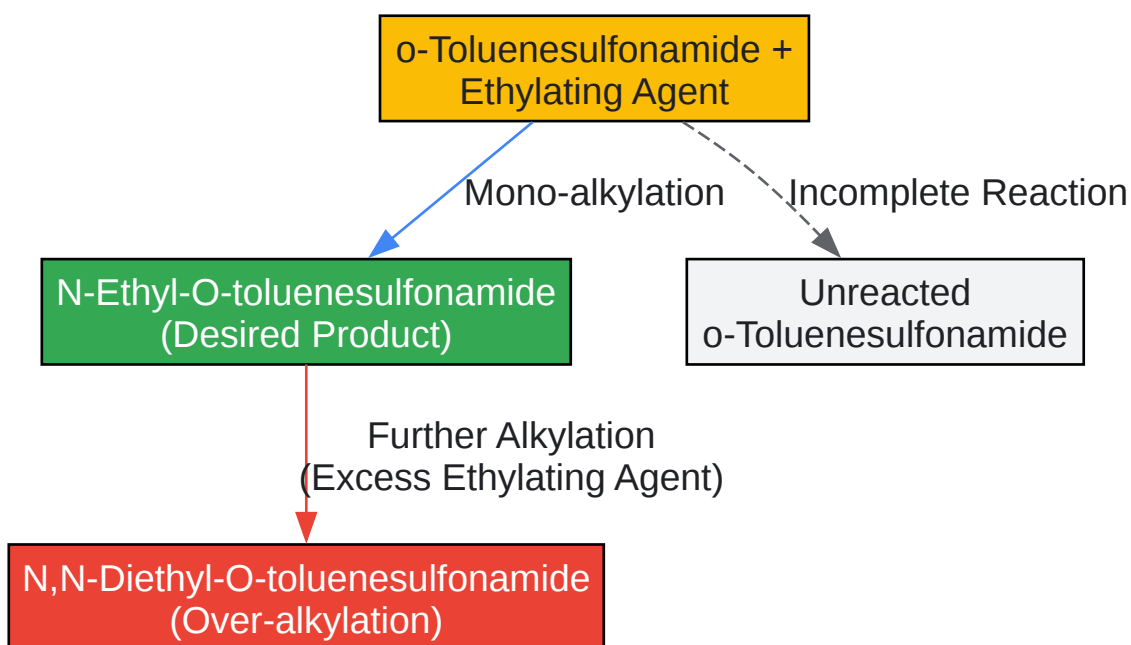 o-Toluenesulfonamide +
Ethylating Agent
Mono-alkylation
Incomplete Reaction
N-Ethyl-O-toluenesulfonamide
(Desired Product)
Unreacted
o-Toluenesulfonamide
Further Alkylation
(Excess Ethylating Agent)
N,N-Diethyl-O-toluenesulfonamide
(Over-alkylation)